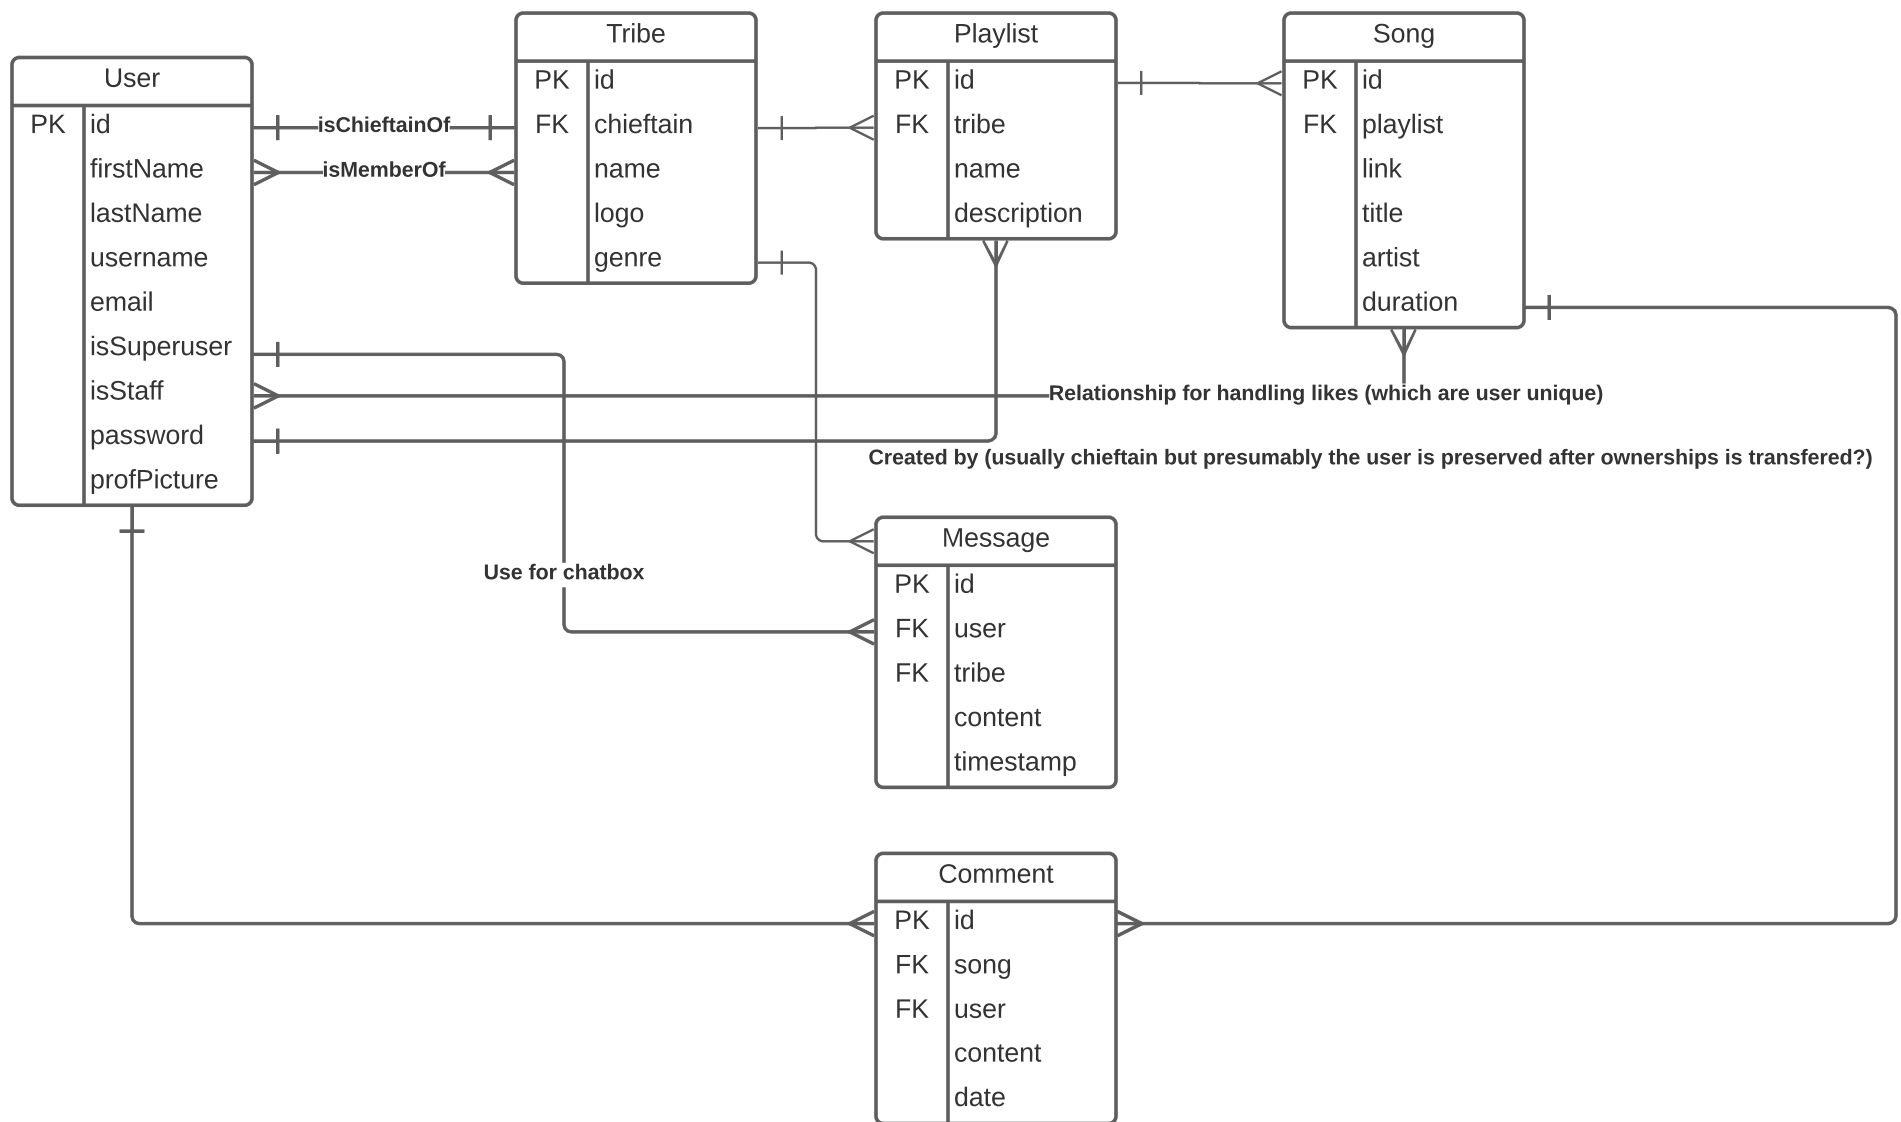 User
PK id
firstName
lastName
username
email
isSuperuser
isStaff
password
profPicture
isChieftainOf
isMemberOf
Tribe
PK id
FK chieftain
name
logo
genre
Playlist
PK id
FK tribe
name
description
Song
PK id
FK playlist
link
title
artist
duration
Relationship for handling likes (which are user unique)
Created by (usually chieftain but presumably the user is preserved after ownerships is transfered?)
Use for chatbox
Message
PK id
FK user
FK tribe
content
timestamp
Comment
PK id
FK song
FK user
content
date